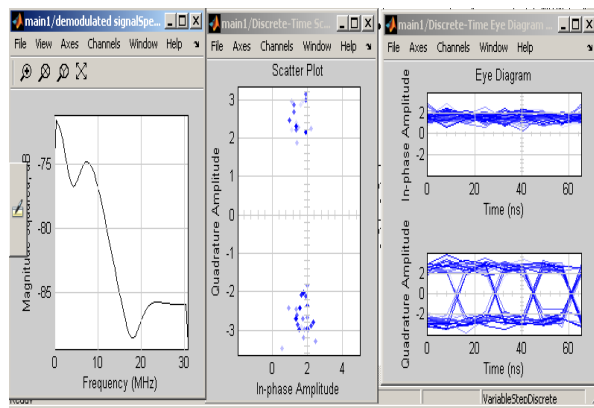 main1/demodulated signalSpe...
File View Axes Channels Window Help
-75
-85
Magnitude-squared, dB
0 10 20 30
Frequency (MHz)
main1/Discrete-Time Sc...
File Axes Channels Window Help
Scatter Plot
3
2
1
0
-1
-2
-3
Quadrature Amplitude
0 2 4
In-phase Amplitude
main1/Discrete-Time Eye Diagram ...
File Axes Channels Window Help
Eye Diagram
In-phase Amplitude
2
0
-2
0 20 40 60
Time (ns)
Quadrature Amplitude
2
0
-2
0 20 40 60
Time (ns)
Ready
VariableStepDiscrete